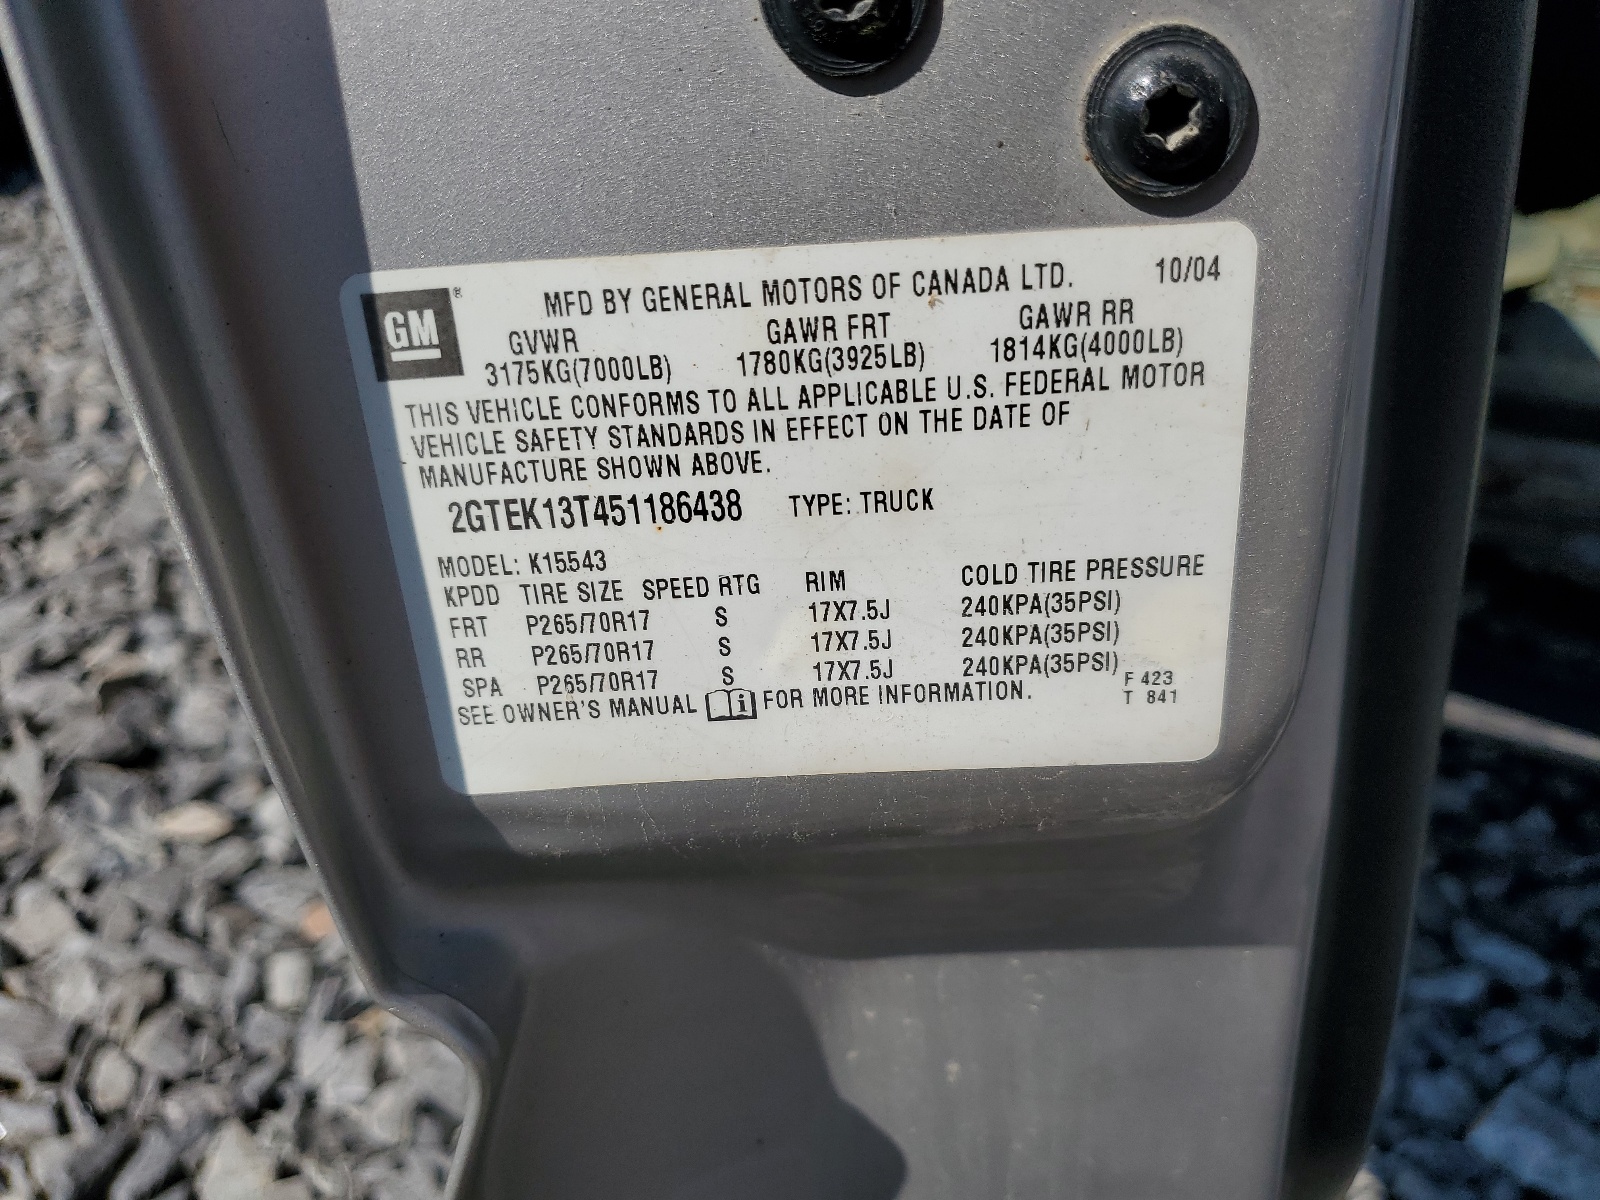 GM ®
MFD BY GENERAL MOTORS OF CANADA LTD. 10/04
GVWR GAWR FRT GAWR RR
3175KG(7000LB) 1780KG(3925LB) 1814KG(4000LB)
THIS VEHICLE CONFORMS TO ALL APPLICABLE U.S. FEDERAL MOTOR
VEHICLE SAFETY STANDARDS IN EFFECT ON THE DATE OF
MANUFACTURE SHOWN ABOVE.
2GTEK13T451186438 TYPE: TRUCK
MODEL: K15543
KPDD TIRE SIZE SPEED RTG RIM COLD TIRE PRESSURE
FRT P265/70R17 S 17X7.5J 240KPA(35PSI)
RR P265/70R17 S 17X7.5J 240KPA(35PSI)
SPA P265/70R17 S 17X7.5J 240KPA(35PSI)
SEE OWNER'S MANUAL i FOR MORE INFORMATION.
F 423
T 841